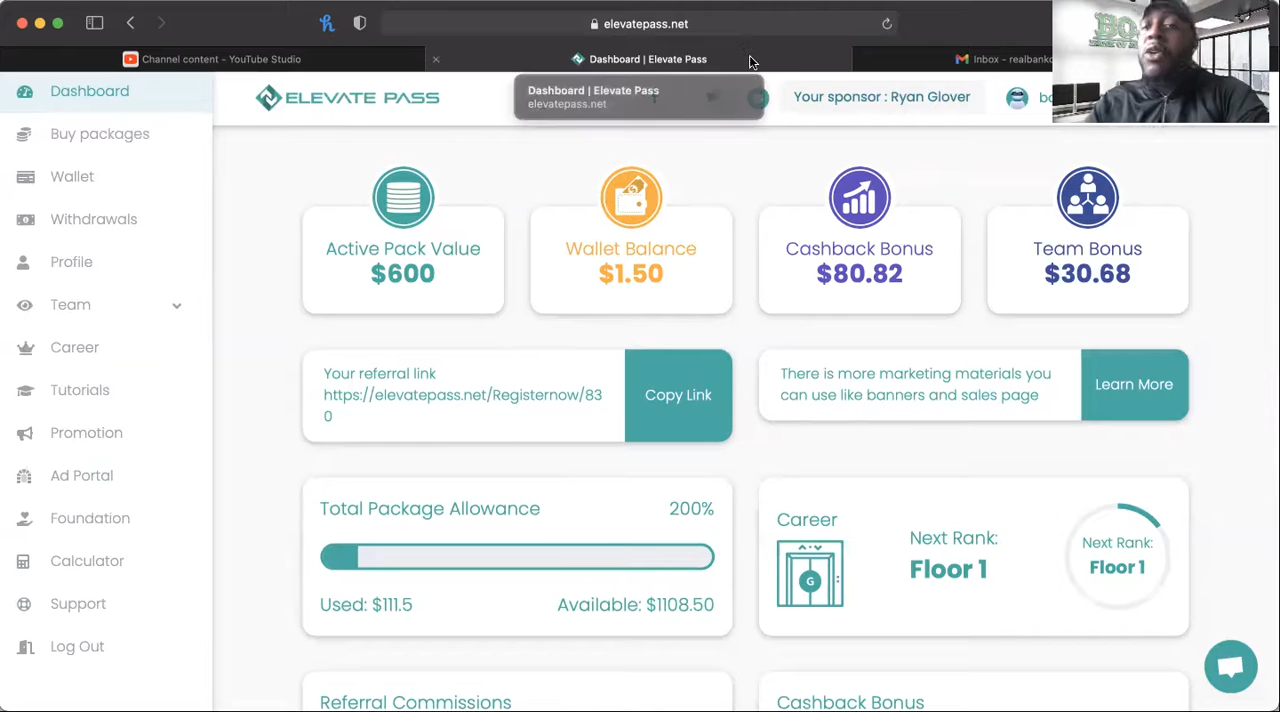 elevatepass.net
Channel content - YouTube Studio
Dashboard | Elevate Pass
Inbox - realbank
Dashboard | Elevate Pass
elevatepass.net
ELEVATE PASS
Your sponsor : Ryan Glover
Dashboard
Buy packages
Wallet
Withdrawals
Profile
Team
Career
Tutorials
Promotion
Ad Portal
Foundation
Calculator
Support
Log Out
Active Pack Value
$600
Wallet Balance
$1.50
Cashback Bonus
$80.82
Team Bonus
$30.68
Your referral link
https://elevatepass.net/Registernow/83
0
Copy Link
There is more marketing materials you
can use like banners and sales page
Learn More
Total Package Allowance
200%
Used: $111.5
Available: $1108.50
Career
G
Next Rank:
Floor 1
Next Rank:
Floor 1
Referral Commissions
Cashback Bonus